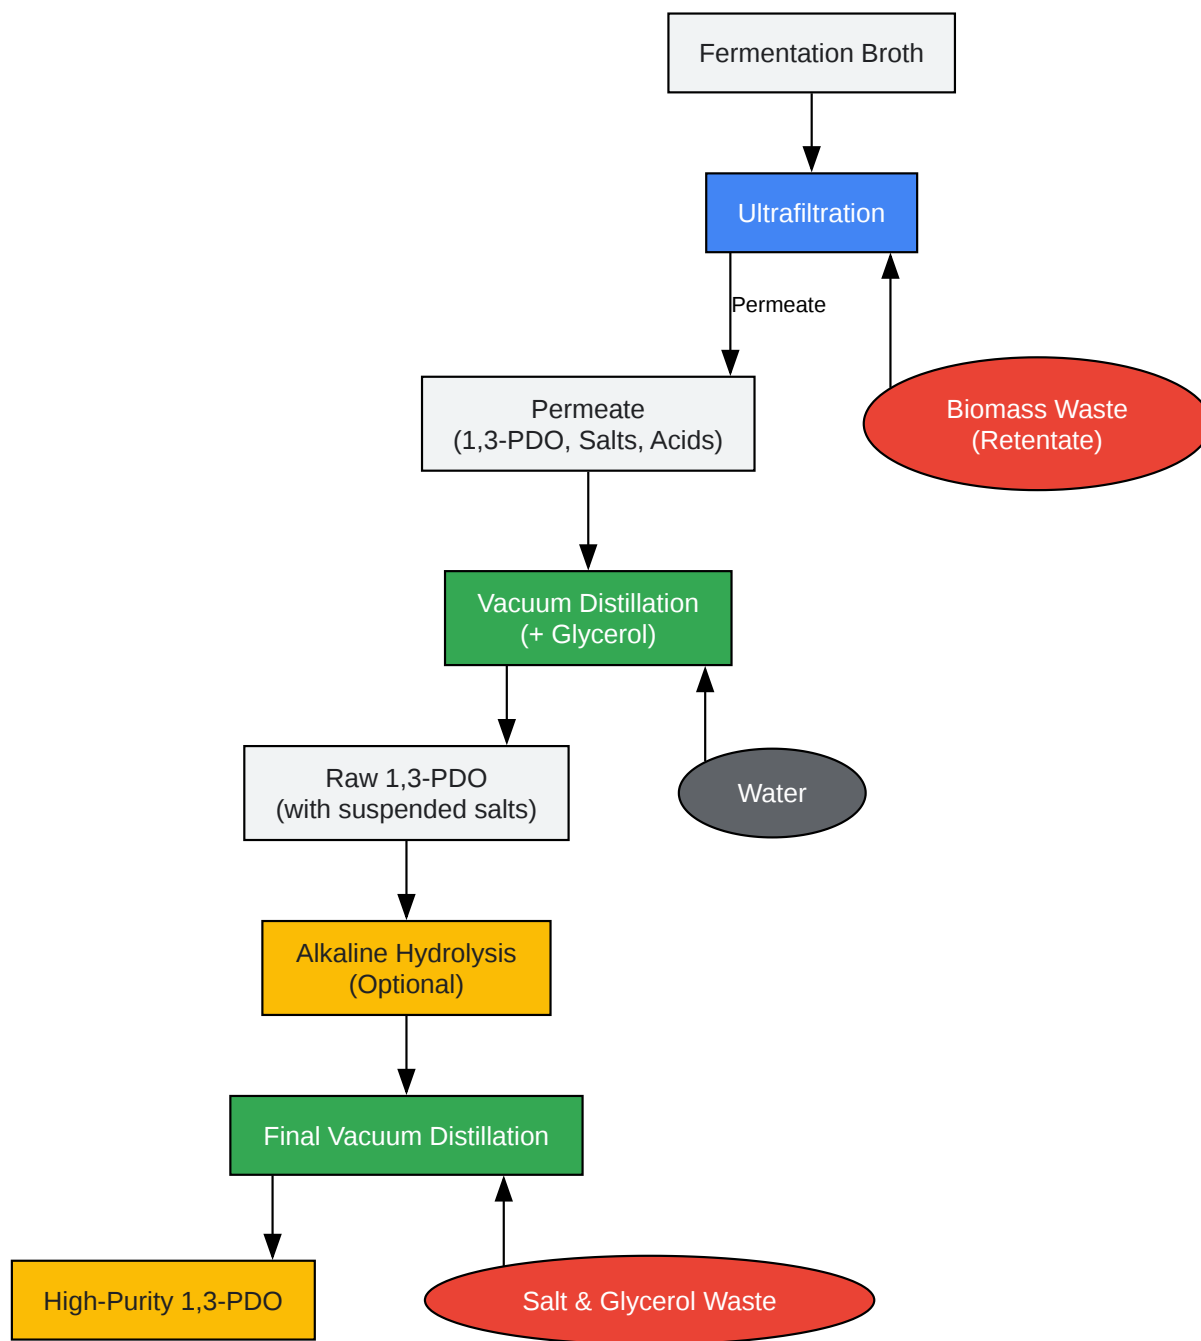 Fermentation Broth
Ultrafiltration
Permeate
Permeate
(1,3-PDO, Salts, Acids)
Biomass Waste
(Retentate)
Vacuum Distillation
(+ Glycerol)
Raw 1,3-PDO
(with suspended salts)
Water
Alkaline Hydrolysis
(Optional)
Final Vacuum Distillation
High-Purity 1,3-PDO
Salt & Glycerol Waste